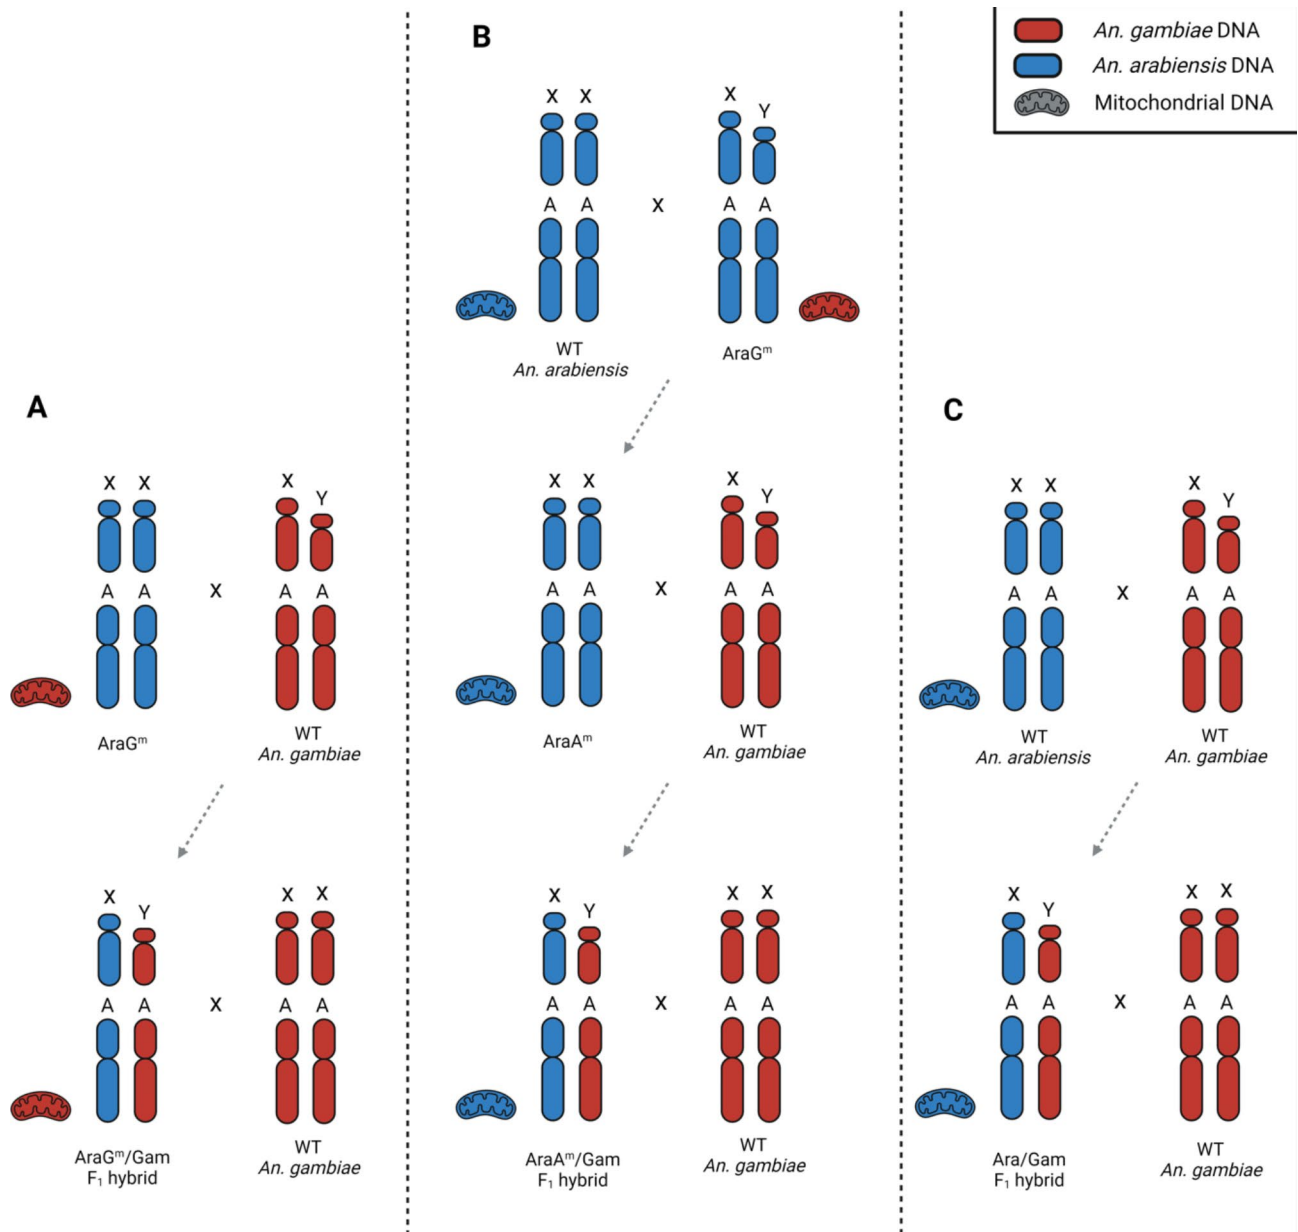 B
An. gambiae DNA
An. arabiensis DNA
Mitochondrial DNA
X X
X Y
A A X A A
WT
An. arabiensis
AraGᵐ
A
X X
X Y
A A X A A
AraGᵐ
WT
An. gambiae
X Y
X X
A A X A A
AraGᵐ/Gam
F₁ hybrid
WT
An. gambiae
X X
X Y
A A X A A
AraAᵐ
WT
An. gambiae
X Y
X X
A A X A A
AraAᵐ/Gam
F₁ hybrid
WT
An. gambiae
C
X X
X Y
A A X A A
WT
An. arabiensis
WT
An. gambiae
X Y
X X
A A X A A
Ara/Gam
F₁ hybrid
WT
An. gambiae